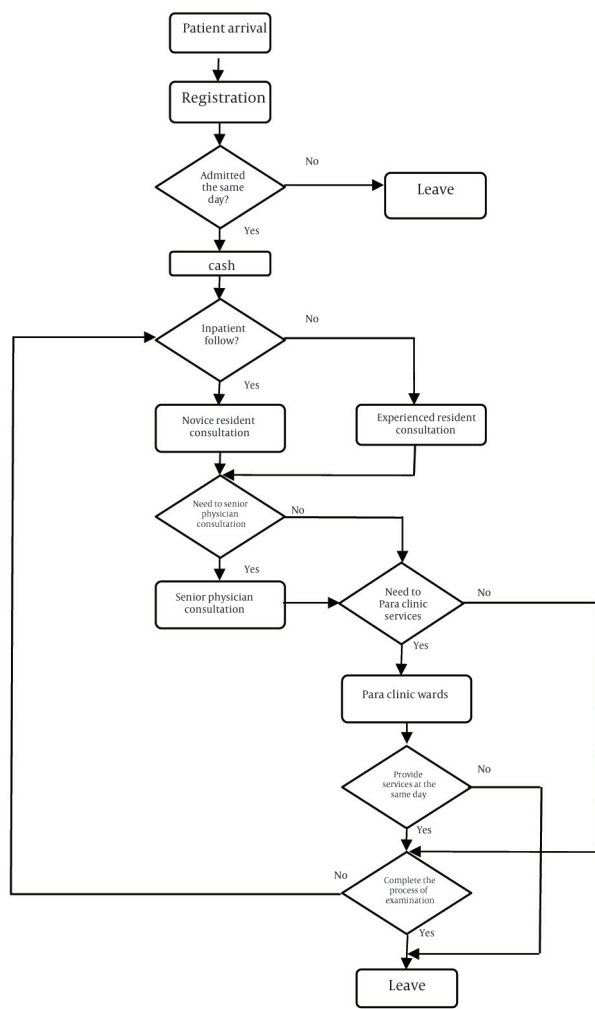 Patient arrival
Registration
Admitted
the same
day?
No
Leave
Yes
cash
Inpatient
follow?
No
Yes
Novice resident
consultation
Experienced resident
consultation
Need to senior
physician
consultation
No
Yes
Senior physician
consultation
Need to
Para clinic
services
No
Yes
Para clinic wards
Provide
services at the
same day
No
Yes
Complete the
process of
examination
No
Yes
Leave